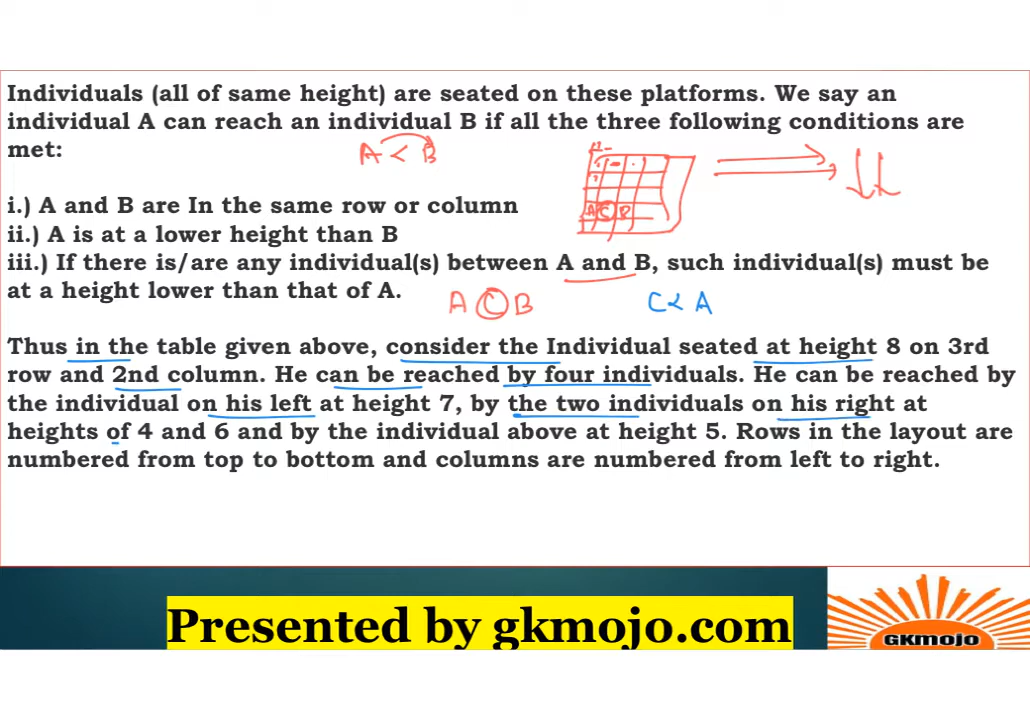 Individuals (all of same height) are seated on these platforms. We say an
individual A can reach an individual B if all the three following conditions are
met:
A < B
A C B
i.) A and B are In the same row or column
ii.) A is at a lower height than B
iii.) If there is/are any individual(s) between A and B, such individual(s) must be
at a height lower than that of A.
A C B
C < A
Thus in the table given above, consider the Individual seated at height 8 on 3rd
row and 2nd column. He can be reached by four individuals. He can be reached by
the individual on his left at height 7, by the two individuals on his right at
heights of 4 and 6 and by the individual above at height 5. Rows in the layout are
numbered from top to bottom and columns are numbered from left to right.
Presented by gkmojo.com
GKmojo